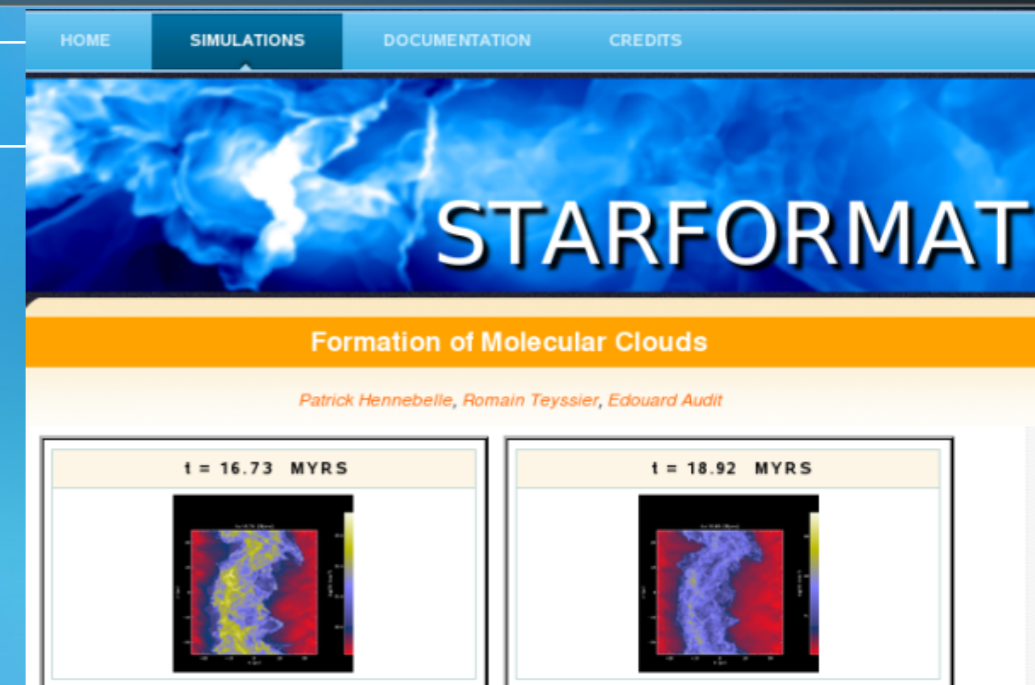 HOME SIMULATIONS DOCUMENTATION CREDITS
STARFORMAT
Formation of Molecular Clouds
Patrick Hennebelle, Romain Teyssier, Edouard Audit
t = 16.73 MYRS
t = 18.92 MYRS